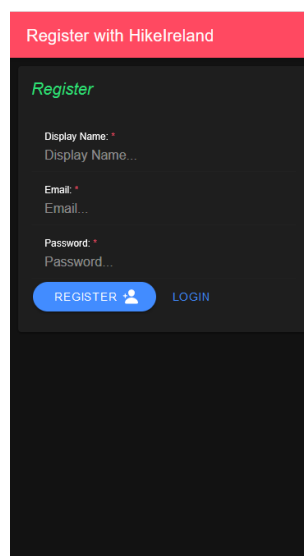 Register with HikeIreland
Register
Display Name: *
Display Name...
Email: *
Email...
Password: *
Password...
REGISTER LOGIN